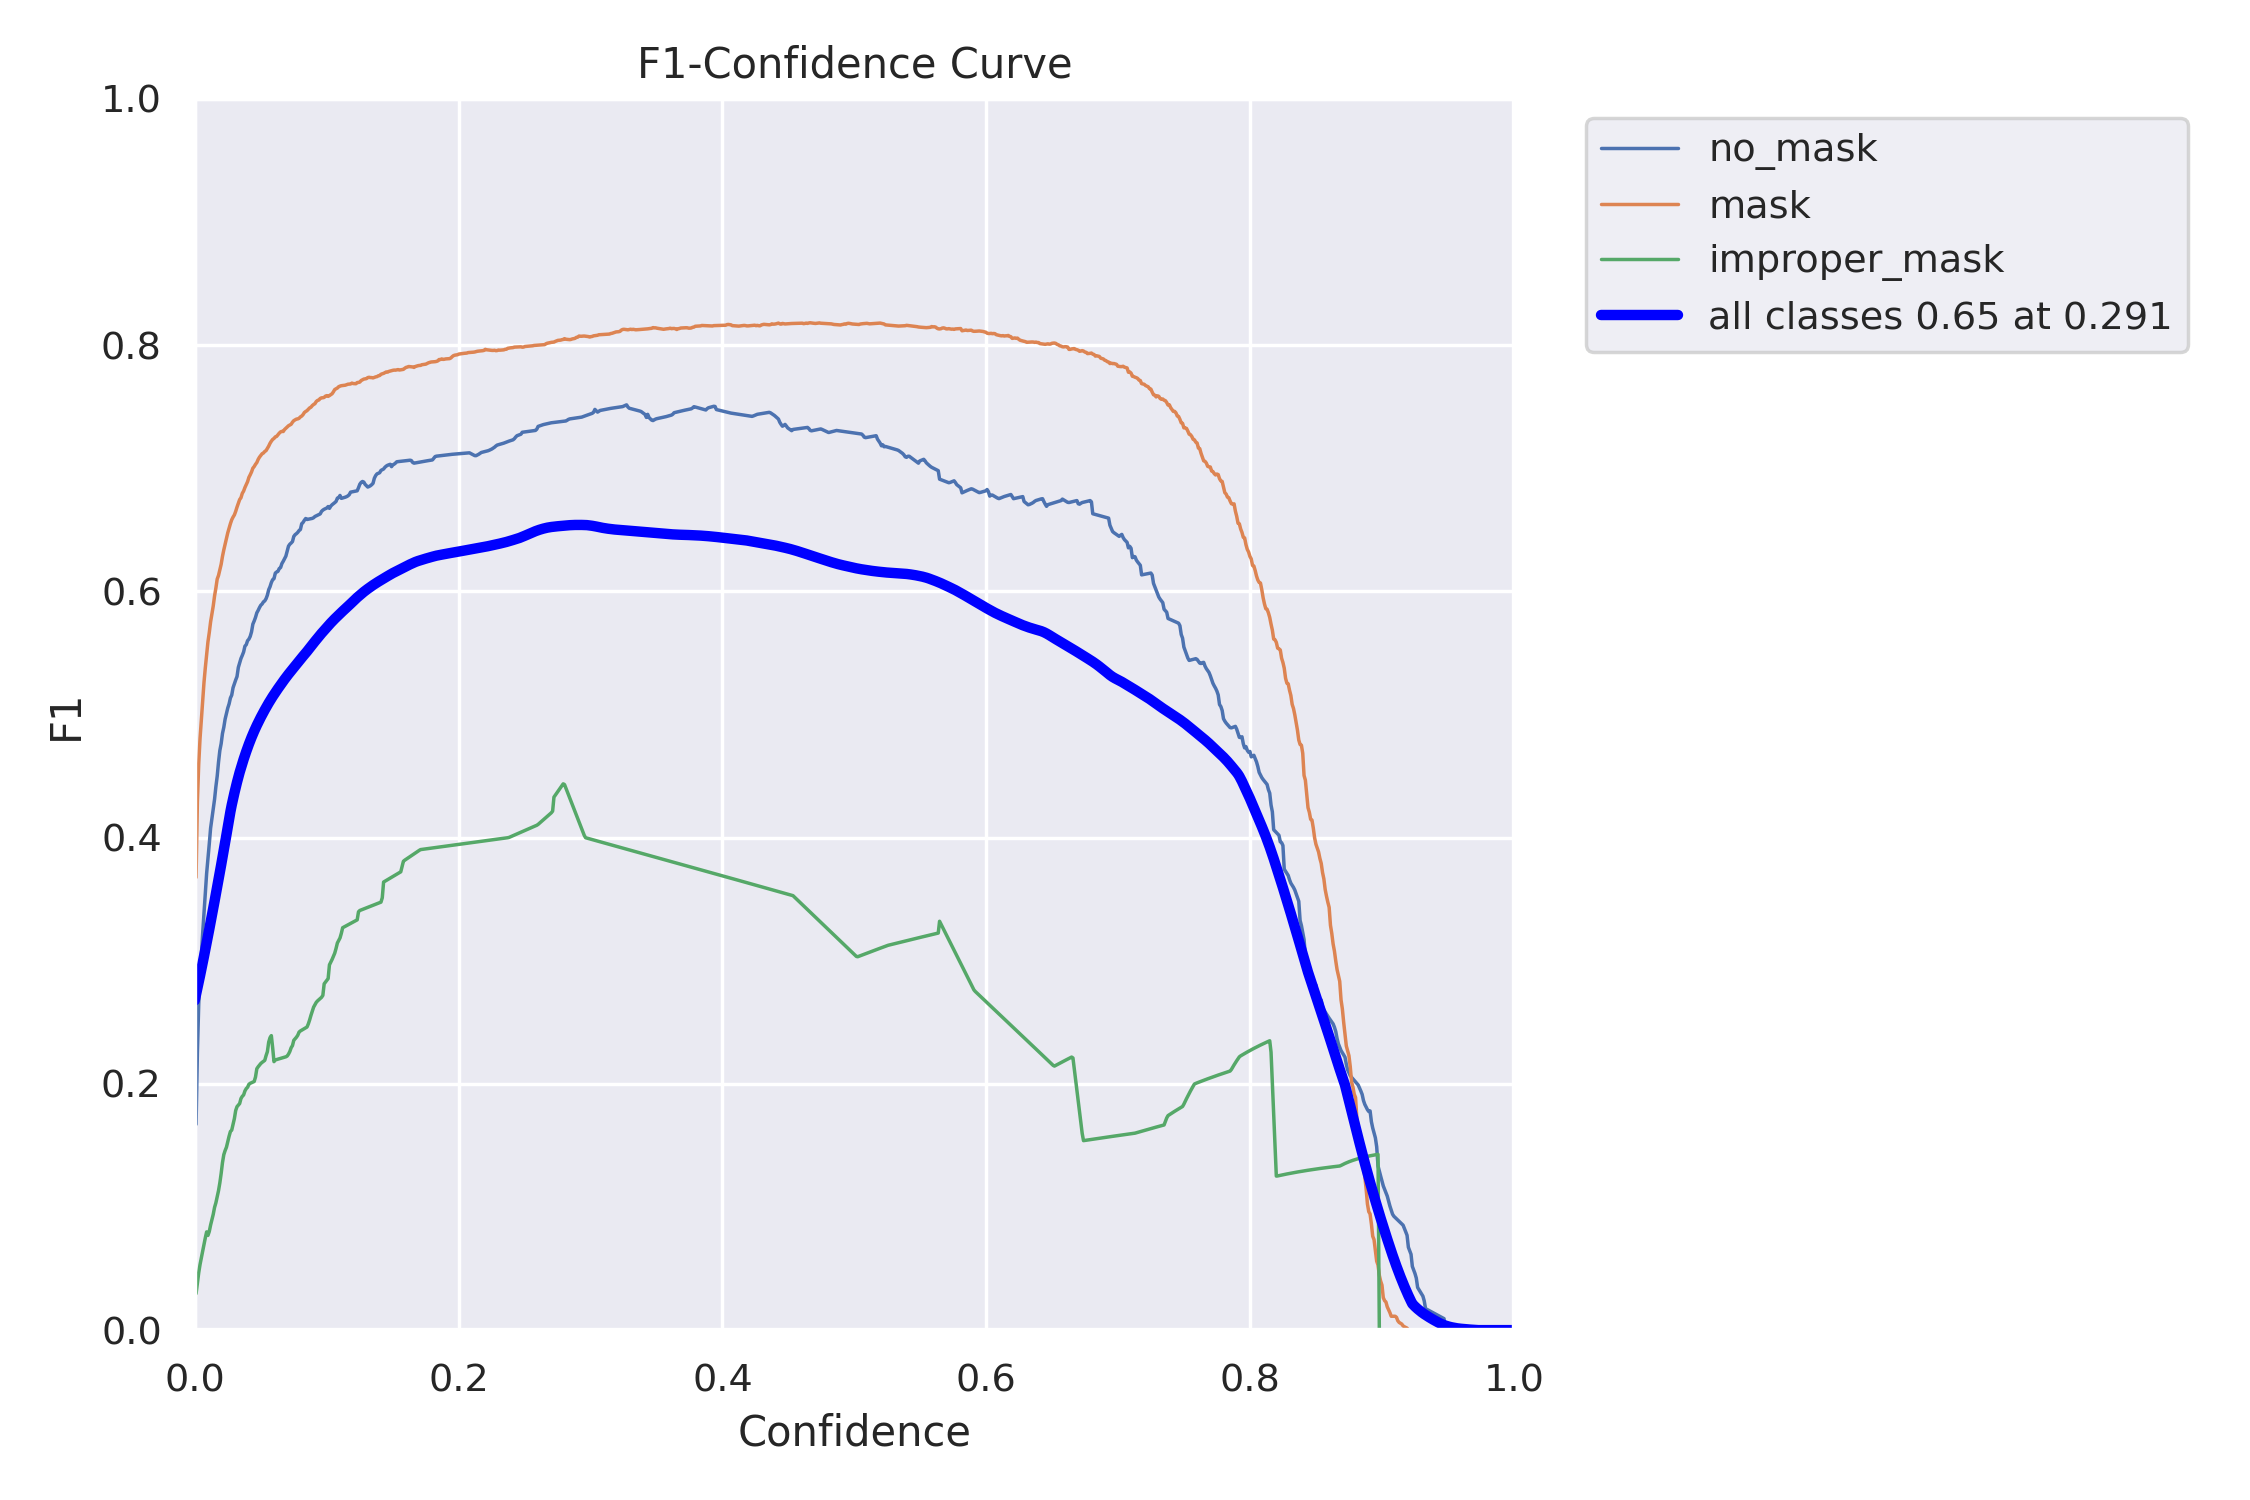 F1-Confidence Curve
1.0
0.8
0.6
0.4
0.2
0.0
F1
0.0 0.2 0.4 0.6 0.8 1.0
Confidence
no_mask
mask
improper_mask
all classes 0.65 at 0.291